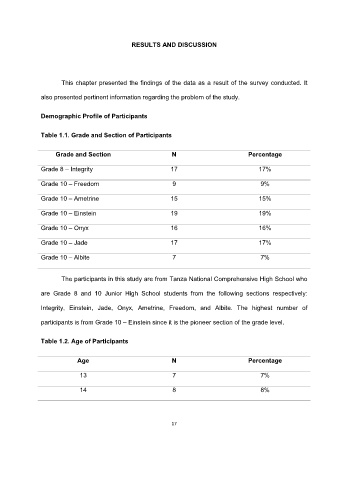 RESULTS AND DISCUSSION
This chapter presented the findings of the data as a result of the survey conducted. It
also presented pertinent information regarding the problem of the study.
Demographic Profile of Participants
Table 1.1. Grade and Section of Participants
Grade and Section N Percentage
Grade 8 – Integrity 17 17%
Grade 10 – Freedom 9 9%
Grade 10 – Ametrine 15 15%
Grade 10 – Einstein 19 19%
Grade 10 – Onyx 16 16%
Grade 10 – Jade 17 17%
Grade 10 – Albite 7 7%
The participants in this study are from Tanza National Comprehensive High School who
are Grade 8 and 10 Junior High School students from the following sections respectively:
Integrity, Einstein, Jade, Onyx, Ametrine, Freedom, and Albite. The highest number of
participants is from Grade 10 – Einstein since it is the pioneer section of the grade level.
Table 1.2. Age of Participants
Age N Percentage
13 7 7%
14 8 8%